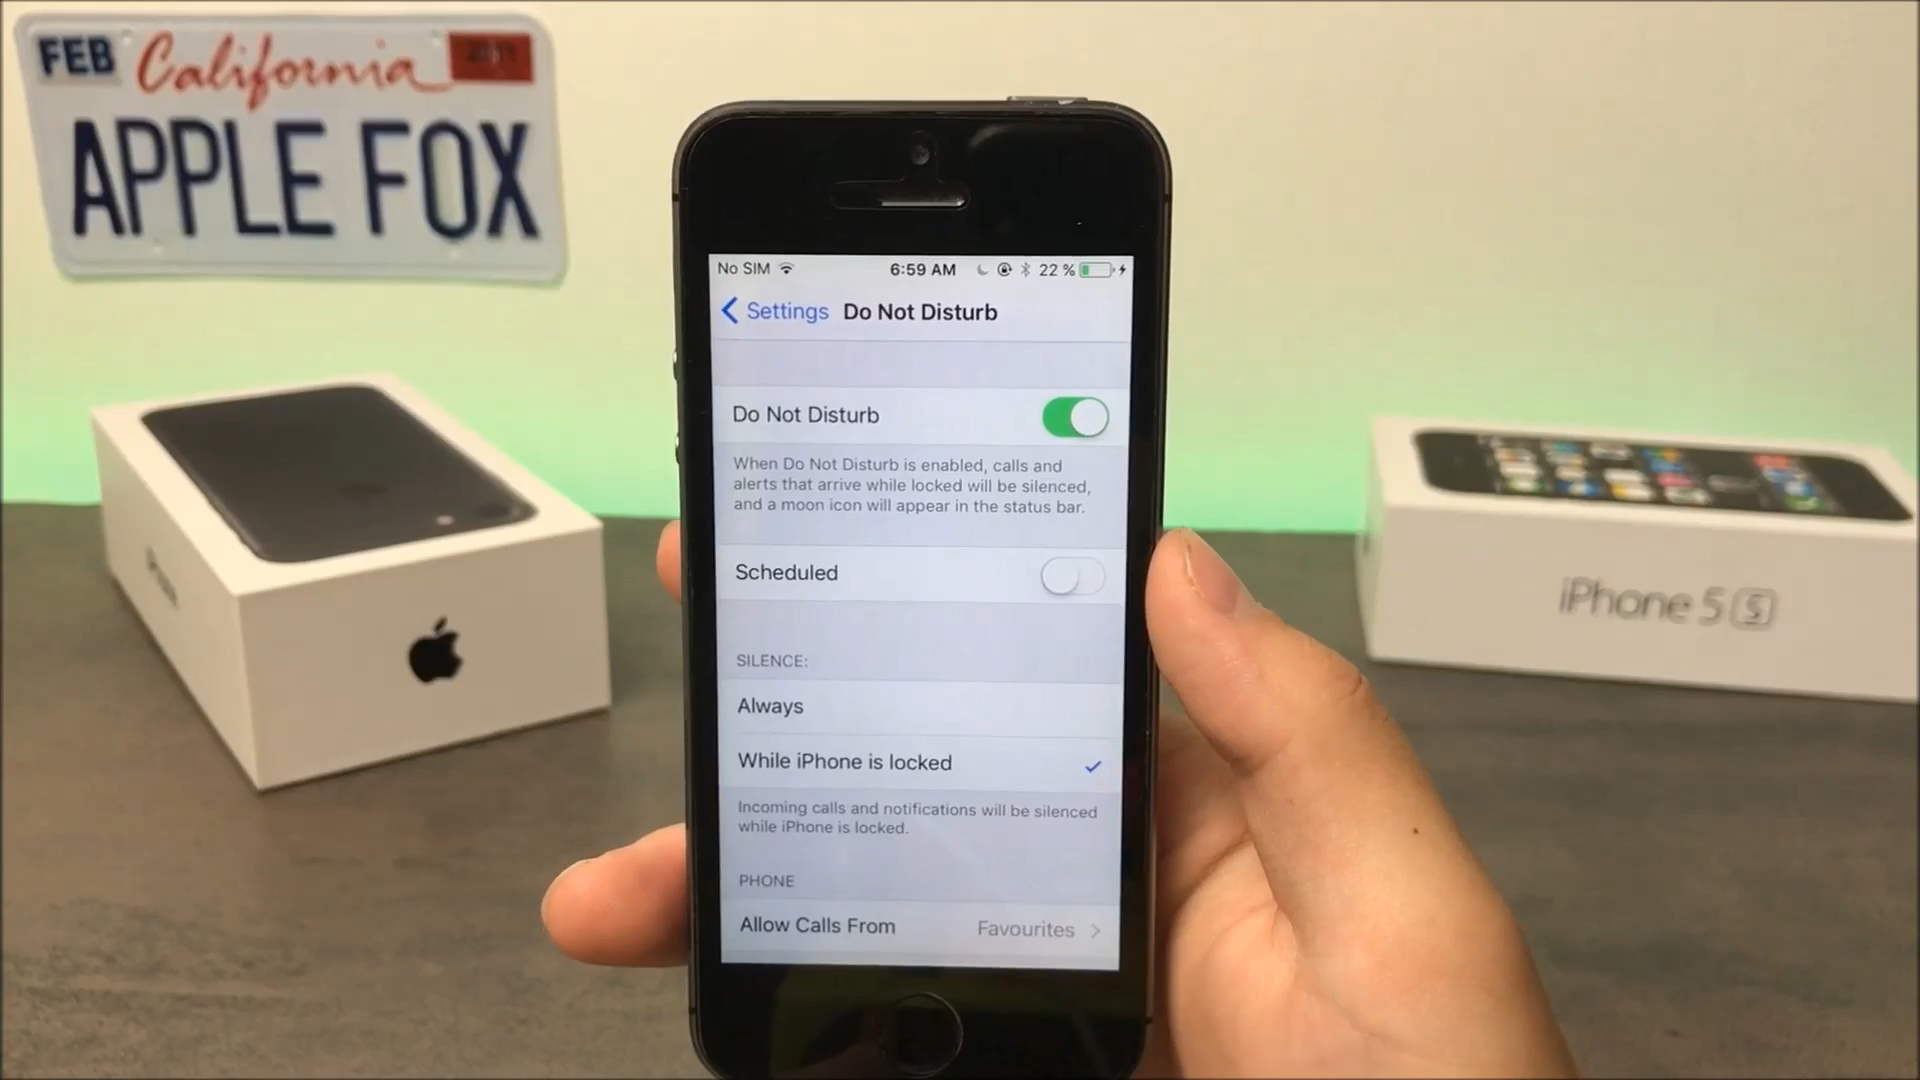 FEB California
APPLE FOX
No SIM 6:59 AM 22 %
Settings Do Not Disturb
Do Not Disturb
When Do Not Disturb is enabled, calls and
alerts that arrive while locked will be silenced,
and a moon icon will appear in the status bar.
Scheduled
SILENCE:
Always
While iPhone is locked
Incoming calls and notifications will be silenced
while iPhone is locked.
PHONE
Allow Calls From Favourites
iPhone 5S